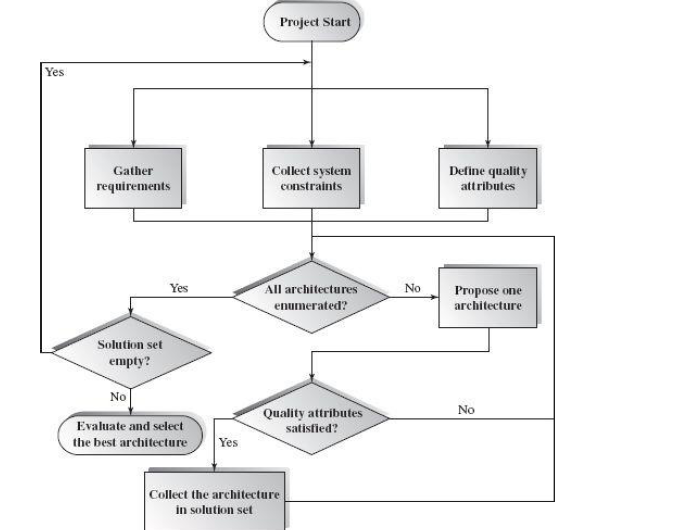 Project Start
Yes
Gather
requirements
Collect system
constraints
Define quality
attributes
Yes
All architectures
enumerated?
No
Propose one
architecture
Solution set
empty?
No
Evaluate and select
the best architecture
Quality attributes
satisfied?
No
Yes
Collect the architecture
in solution set